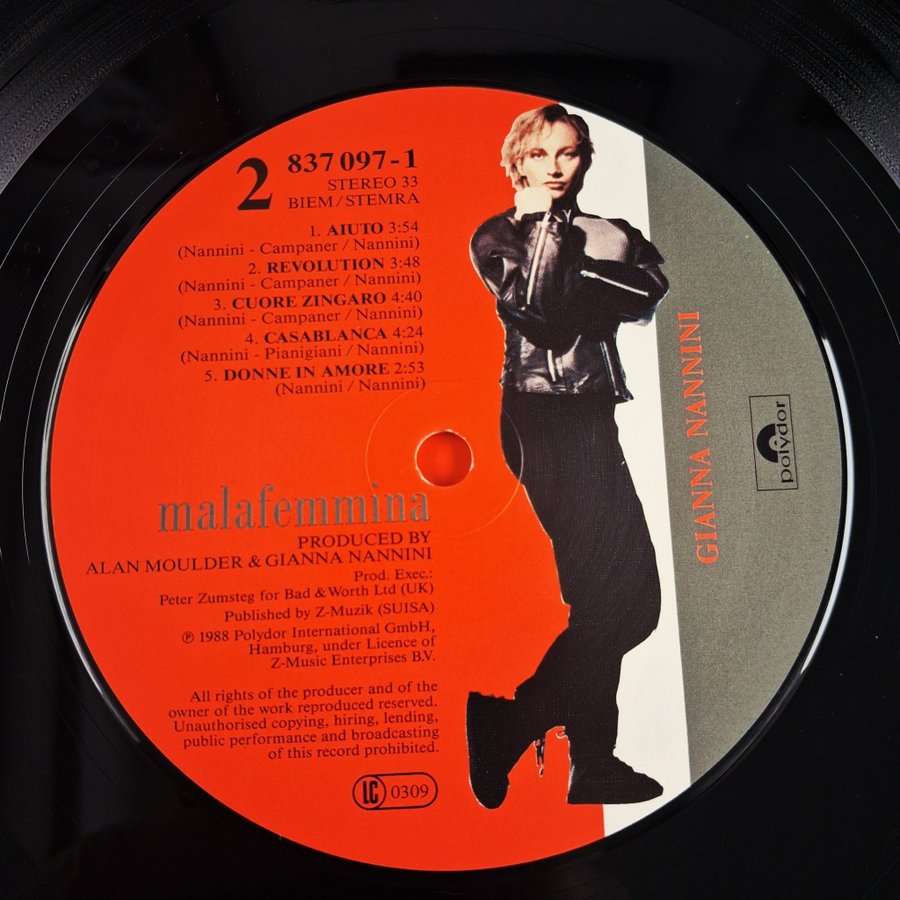 2
837 097-1
STEREO 33
BIEM/STEMRA
1. AIUTO 3:54
(Nannini - Campaner / Nannini)
2. REVOLUTION 3:48
(Nannini - Campaner / Nannini)
3. CUORE ZINGARO 4:40
(Nannini - Campaner / Nannini)
4. CASABLANCA 4:24
(Nannini - Pianigiani / Nannini)
5. DONNE IN AMORE 2:53
(Nannini / Nannini)
malafemmina
PRODUCED BY
ALAN MOULDER & GIANNA NANNINI
Prod. Exec.:
Peter Zumsteg for Bad & Worth Ltd (UK)
Published by Z-Muzik (SUISA)
℗ 1988 Polydor International GmbH,
Hamburg, under Licence of
Z-Music Enterprises B.V.
All rights of the producer and of the
owner of the work reproduced reserved.
Unauthorised copying, hiring, lending,
public performance and broadcasting
of this record prohibited.
LC 0309
GIANNA NANNINI
polydor